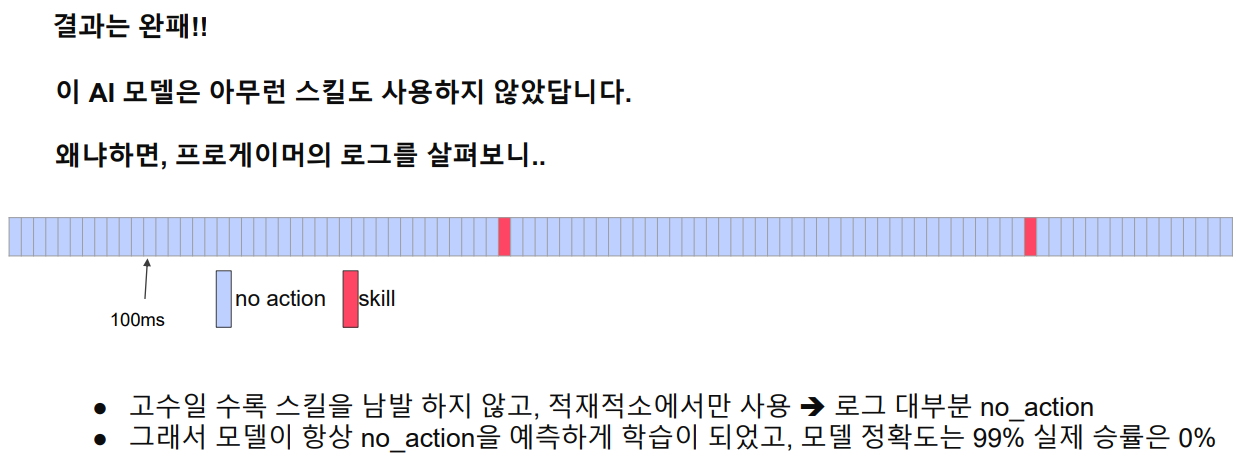 결과는 완패!!
이 AI 모델은 아무런 스킬도 사용하지 않았답니다.
왜냐하면, 프로게이머의 로그를 살펴보니..
no action
skill
100ms
● 고수일 수록 스킬을 남발 하지 않고, 적재적소에서만 사용 ➔ 로그 대부분 no_action
● 그래서 모델이 항상 no_action을 예측하게 학습이 되었고, 모델 정확도는 99% 실제 승률은 0%